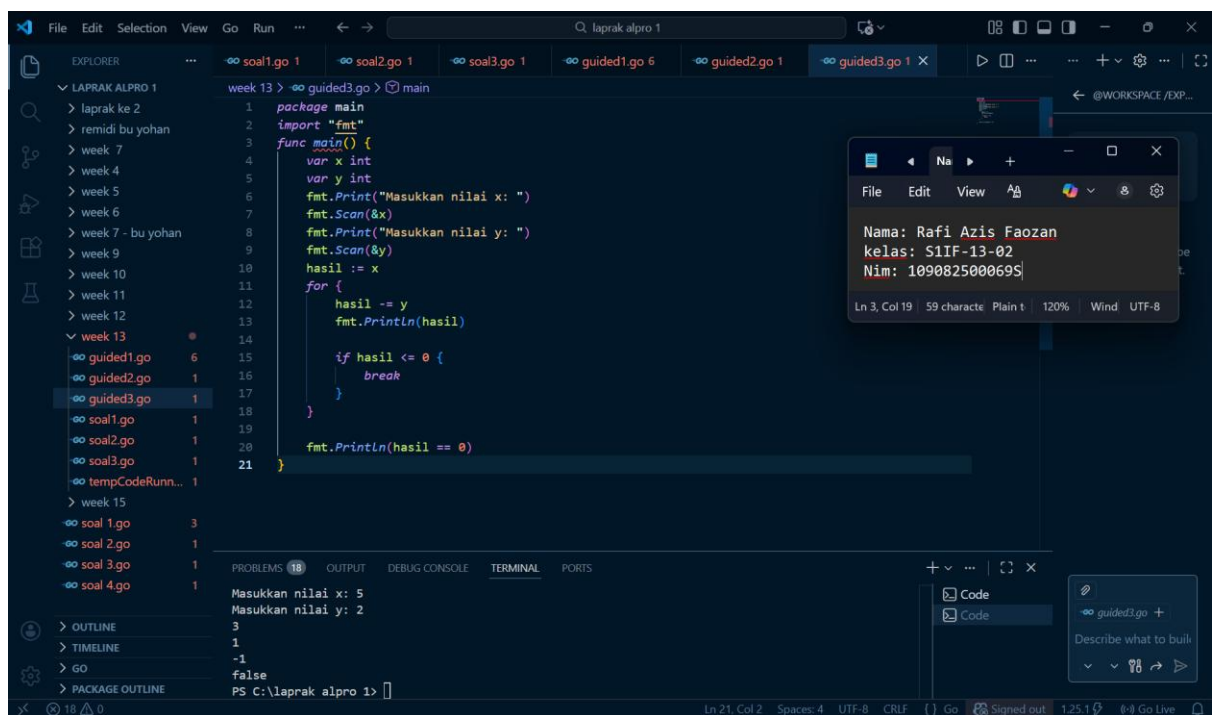 File Edit Selection View Go Run ··· laprak alpro 1
EXPLORER ···
LAPRAK ALPRO 1
laprak ke 2
remidi bu yohan
week 7
week 4
week 5
week 6
week 7 - bu yohan
week 9
week 10
week 11
week 12
week 13
guided1.go 6
guided2.go 1
guided3.go 1
soal1.go 1
soal2.go 1
soal3.go 1
tempCodeRunn... 1
week 15
soal 1.go 3
soal 2.go 1
soal 3.go 1
soal 4.go 1
OUTLINE
TIMELINE
GO
PACKAGE OUTLINE
soal1.go 1 soal2.go 1 soal3.go 1 guided1.go 6 guided2.go 1 guided3.go 1
week 13 > guided3.go > main
1 package main
2 import "fmt"
3 func main() {
4 var x int
5 var y int
6 fmt.Print("Masukkan nilai x: ")
7 fmt.Scan(&x)
8 fmt.Print("Masukkan nilai y: ")
9 fmt.Scan(&y)
10 hasil := x
11 for {
12 hasil -= y
13 fmt.Println(hasil)
14
15 if hasil <= 0 {
16 break
17 }
18 }
19
20 fmt.Println(hasil == 0)
21 }
@WORKSPACE /EXP...
Na
File Edit View
Nama: Rafi Azis Faozan
kelas: S1IF-13-02
Nim: 109082500069S
Ln 3, Col 19 59 characte Plain t 120% Wind UTF-8
PROBLEMS 18 OUTPUT DEBUG CONSOLE TERMINAL PORTS
Masukkan nilai x: 5
Masukkan nilai y: 2
3
1
-1
false
PS C:\laprak alpro 1>
Code
Code
guided3.go
Describe what to build
18 0 Ln 21, Col 2 Spaces: 4 UTF-8 CRLF {} Go Signed out 1.25.1 Go Live